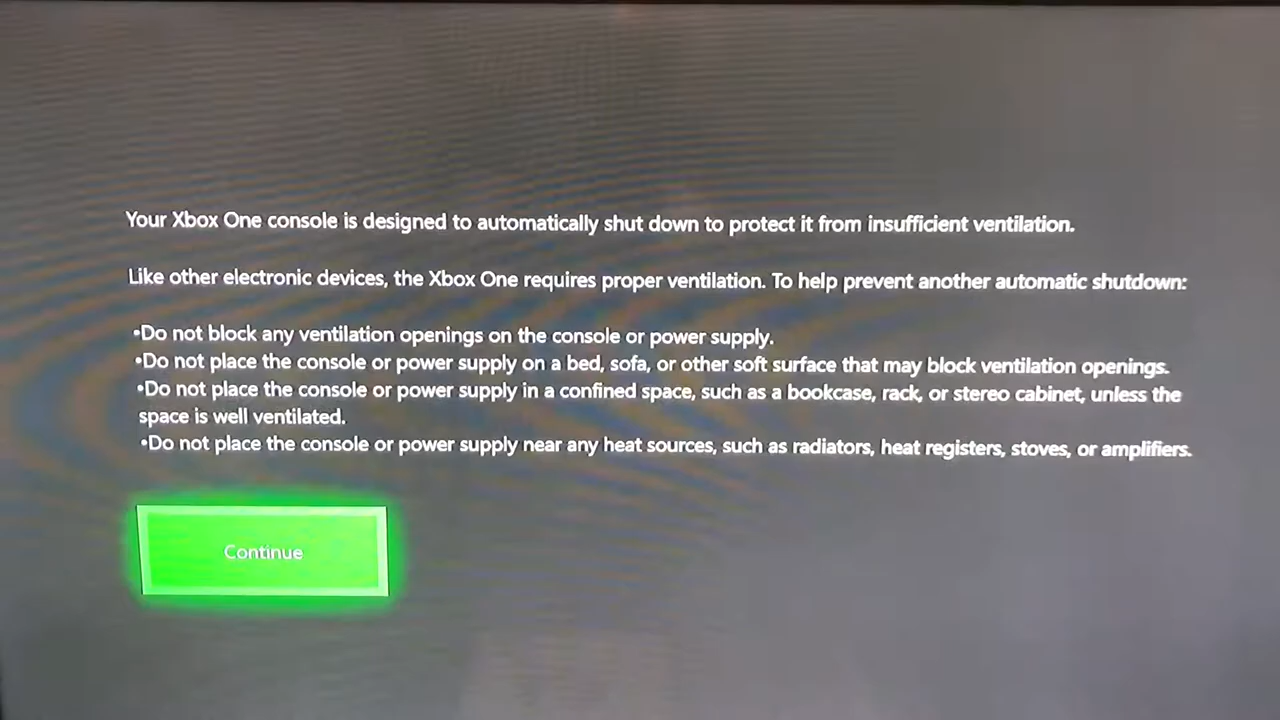 Your Xbox One console is designed to automatically shut down to protect it from insufficient ventilation.
Like other electronic devices, the Xbox One requires proper ventilation. To help prevent another automatic shutdown:
•Do not block any ventilation openings on the console or power supply.
•Do not place the console or power supply on a bed, sofa, or other soft surface that may block ventilation openings.
•Do not place the console or power supply in a confined space, such as a bookcase, rack, or stereo cabinet, unless the
space is well ventilated.
•Do not place the console or power supply near any heat sources, such as radiators, heat registers, stoves, or amplifiers.
Continue